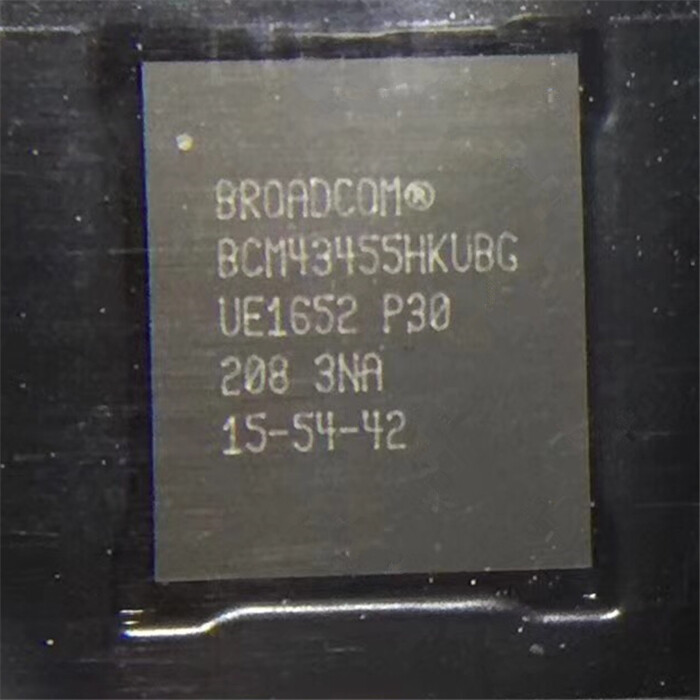 BROADCOM®
BCM43455HKUBG
UE1652 P30
208 3NA
15-54-42